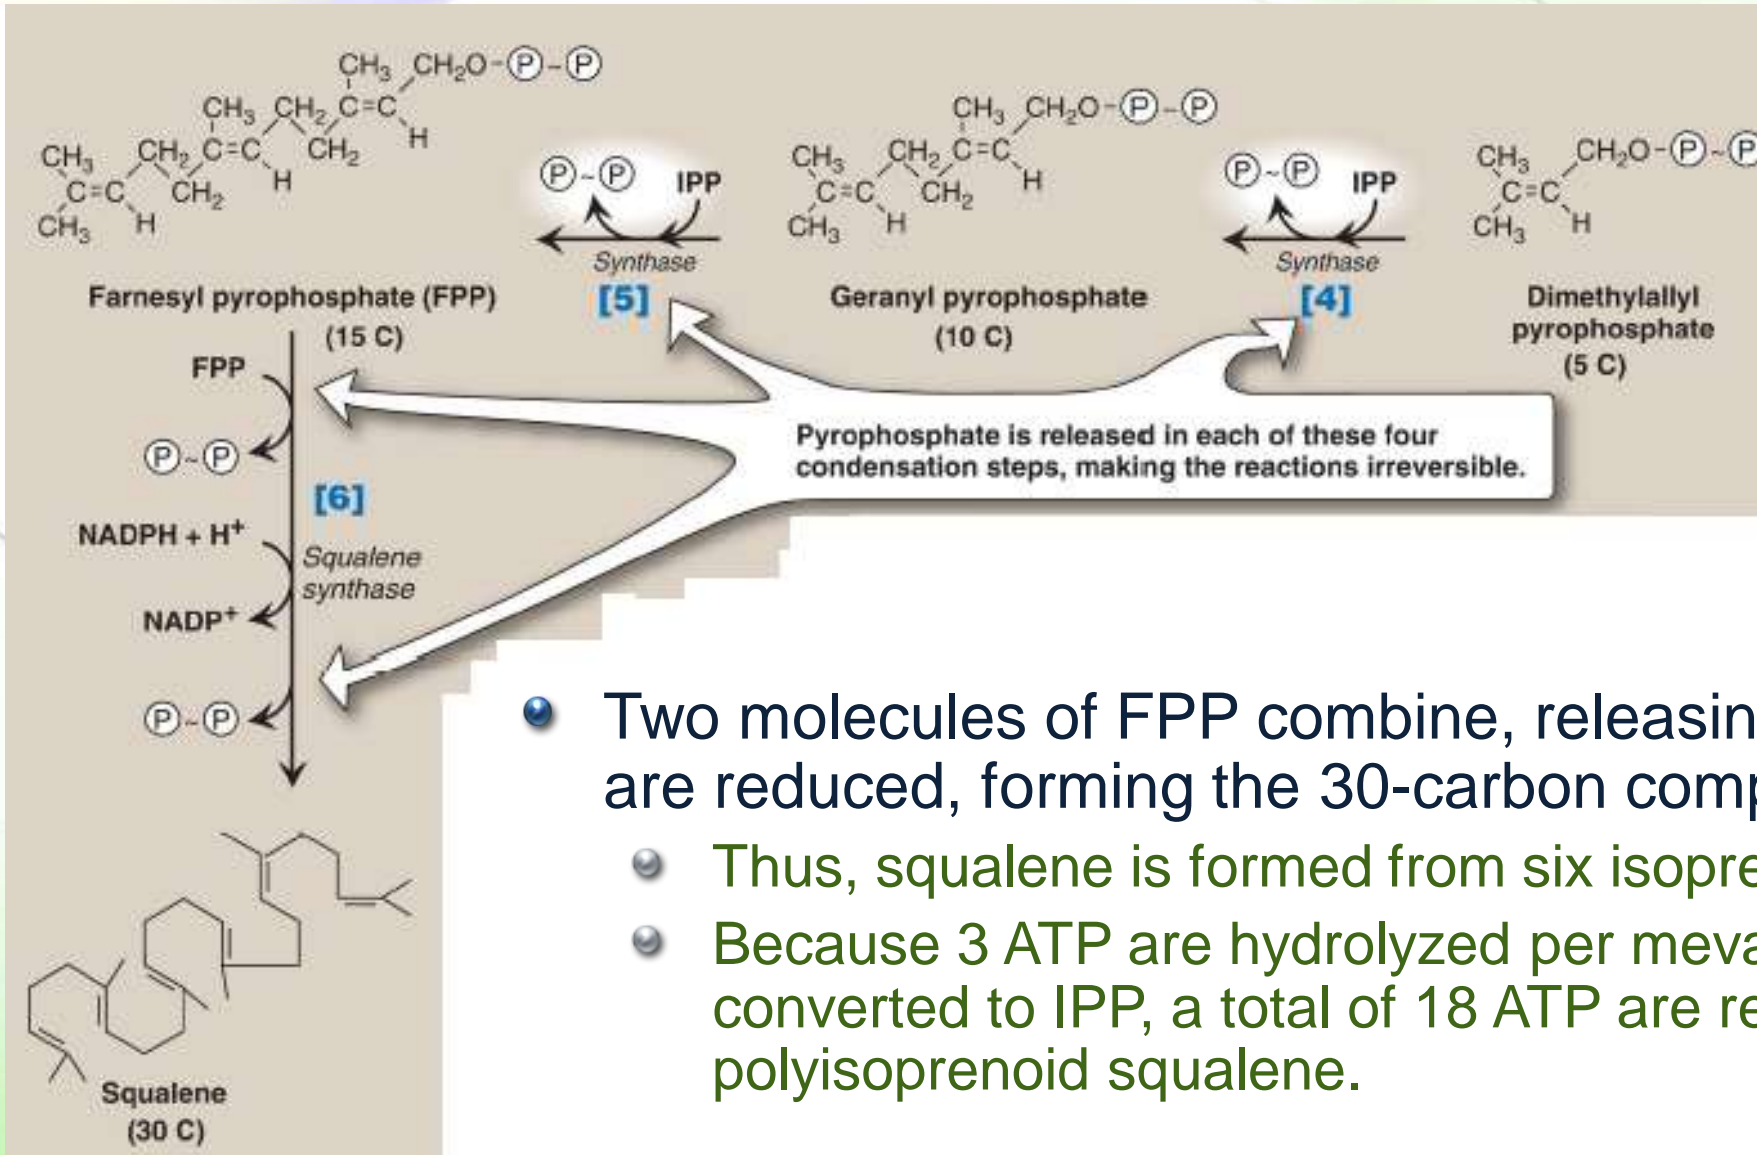 CH₃ CH₂O-Ⓟ~Ⓟ
CH₃ CH₂ C=C
CH₃ CH₂ C=C CH₂ H
C=C CH₂ H
CH₃ H
Farnesyl pyrophosphate (FPP)
(15 C)
Ⓟ~Ⓟ IPP
Synthase
[5]
CH₃ CH₂O-Ⓟ~Ⓟ
CH₃ CH₂ C=C
C=C CH₂ H
CH₃ H
Geranyl pyrophosphate
(10 C)
Ⓟ~Ⓟ IPP
Synthase
[4]
CH₃ CH₂O-Ⓟ~Ⓟ
C=C
CH₃ H
Dimethylallyl
pyrophosphate
(5 C)
Pyrophosphate is released in each of these four
condensation steps, making the reactions irreversible.
FPP
Ⓟ~Ⓟ
[6]
NADPH + H⁺
Squalene
synthase
NADP⁺
Ⓟ~Ⓟ
Squalene
(30 C)
Two molecules of FPP combine, releasin
are reduced, forming the 30-carbon comp
Thus, squalene is formed from six isopre
Because 3 ATP are hydrolyzed per meva
converted to IPP, a total of 18 ATP are re
polyisoprenoid squalene.